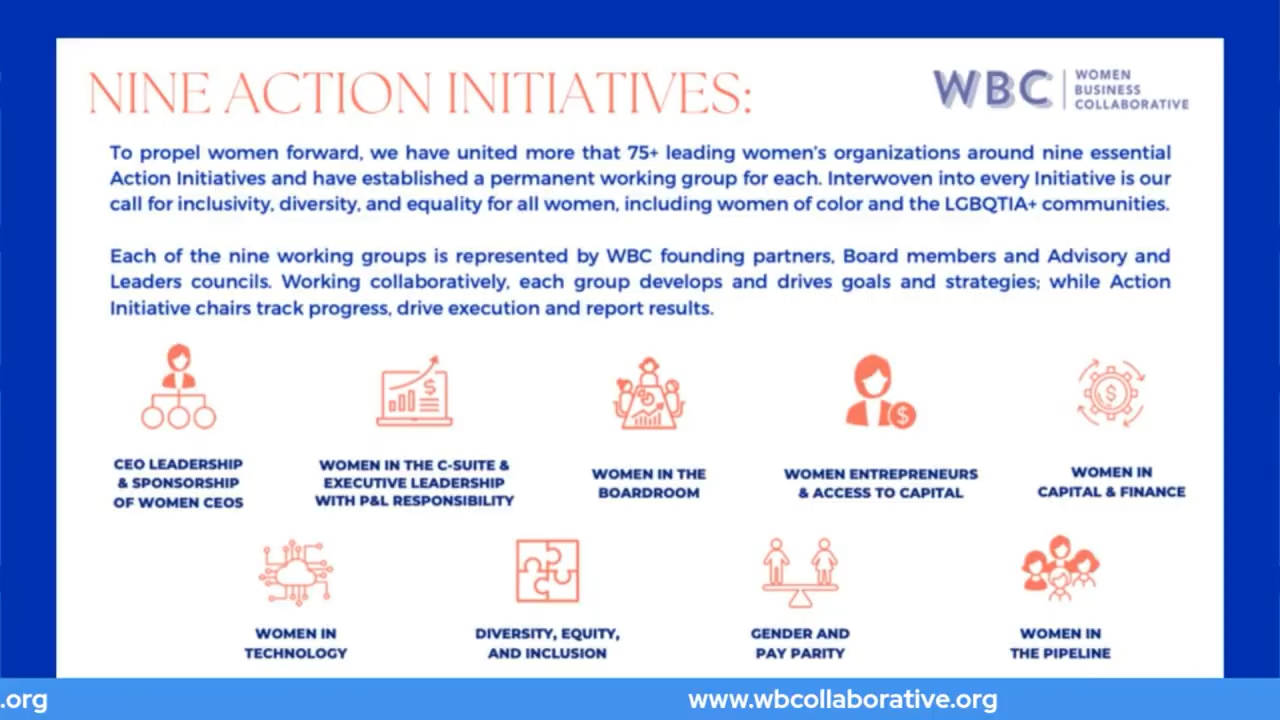 NINE ACTION INITIATIVES:
WBC
WOMEN
BUSINESS
COLLABORATIVE
To propel women forward, we have united more that 75+ leading women's organizations around nine essential
Action Initiatives and have established a permanent working group for each. Interwoven into every Initiative is our
call for inclusivity, diversity, and equality for all women, including women of color and the LGBQTIA+ communities.
Each of the nine working groups is represented by WBC founding partners, Board members and Advisory and
Leaders councils. Working collaboratively, each group develops and drives goals and strategies; while Action
Initiative chairs track progress, drive execution and report results.
CEO LEADERSHIP
& SPONSORSHIP
OF WOMEN CEOS
WOMEN IN THE C-SUITE &
EXECUTIVE LEADERSHIP
WITH P&L RESPONSIBILITY
WOMEN IN THE
BOARDROOM
WOMEN ENTREPRENEURS
& ACCESS TO CAPITAL
WOMEN IN
CAPITAL & FINANCE
WOMEN IN
TECHNOLOGY
DIVERSITY, EQUITY,
AND INCLUSION
GENDER AND
PAY PARITY
WOMEN IN
THE PIPELINE
.org
www.wbcollaborative.org